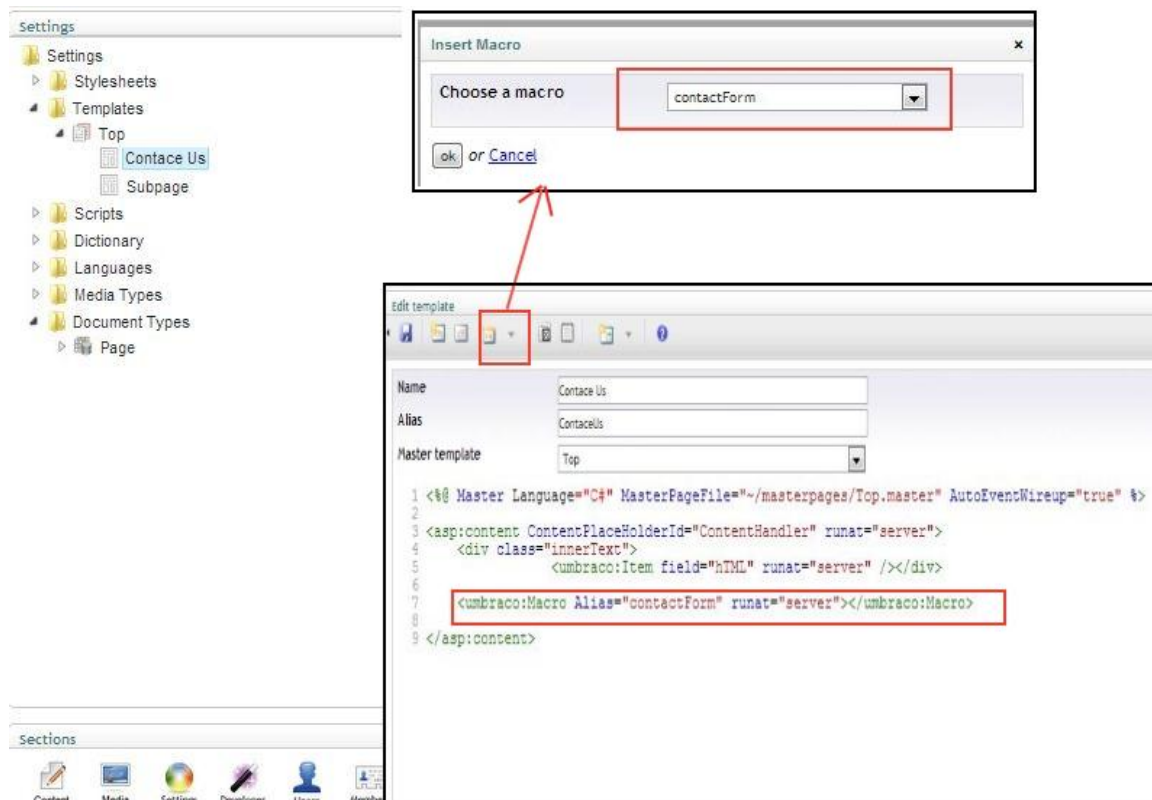 Settings
Settings
Stylesheets
Templates
Top
Contace Us
Subpage
Scripts
Dictionary
Languages
Media Types
Document Types
Page
Insert Macro x
Choose a macro contactForm
ok or Cancel
Edit template
Name Contace Us
Alias ContaceUs
Master template Top
1 <%@ Master Language="C#" MasterPageFile="~/masterpages/Top.master" AutoEventWireup="true" %>
2
3 <asp:content ContentPlaceHolderId="ContentHandler" runat="server">
4 <div class="innerText">
5 <umbraco:Item field="hTML" runat="server" /></div>
6
7 <umbraco:Macro Alias="contactForm" runat="server"></umbraco:Macro>
8
9 </asp:content>
Sections
Content Media Settings Developer Users